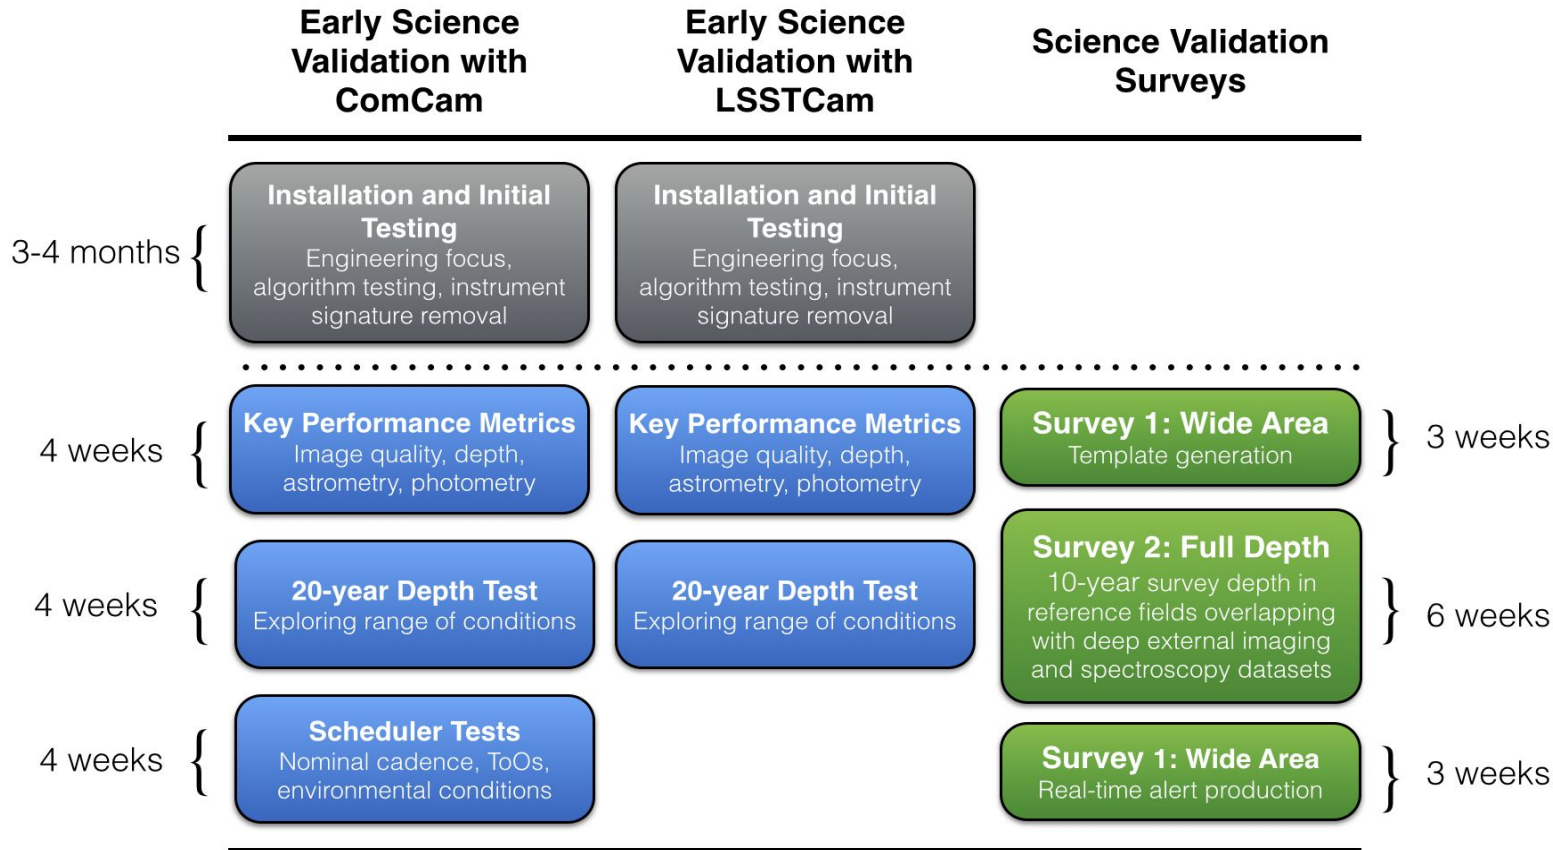 Early Science
Validation with
ComCam
Early Science
Validation with
LSSTCam
Science Validation
Surveys
3-4 months
Installation and Initial
Testing
Engineering focus,
algorithm testing, instrument
signature removal
Installation and Initial
Testing
Engineering focus,
algorithm testing, instrument
signature removal
4 weeks
Key Performance Metrics
Image quality, depth,
astrometry, photometry
Key Performance Metrics
Image quality, depth,
astrometry, photometry
Survey 1: Wide Area
Template generation
3 weeks
4 weeks
20-year Depth Test
Exploring range of conditions
20-year Depth Test
Exploring range of conditions
Survey 2: Full Depth
10-year survey depth in
reference fields overlapping
with deep external imaging
and spectroscopy datasets
6 weeks
4 weeks
Scheduler Tests
Nominal cadence, ToOs,
environmental conditions
Survey 1: Wide Area
Real-time alert production
3 weeks